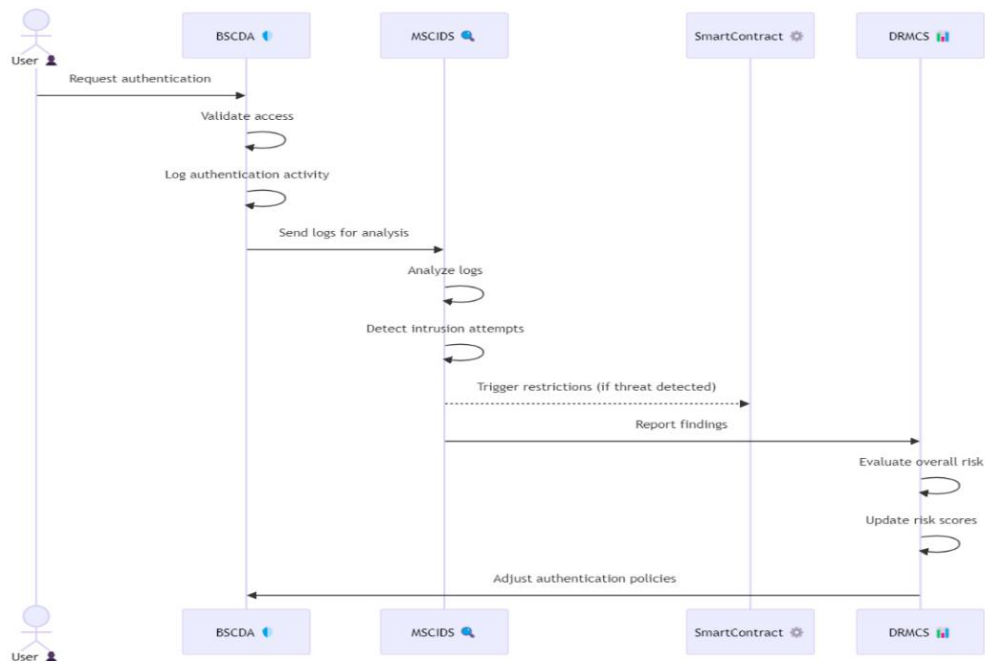 User
BSCDA
MSCIDS
SmartContract
DRMCS
Request authentication
Validate access
Log authentication activity
Send logs for analysis
Analyze logs
Detect intrusion attempts
Trigger restrictions (if threat detected)
Report findings
Evaluate overall risk
Update risk scores
Adjust authentication policies
User
BSCDA
MSCIDS
SmartContract
DRMCS